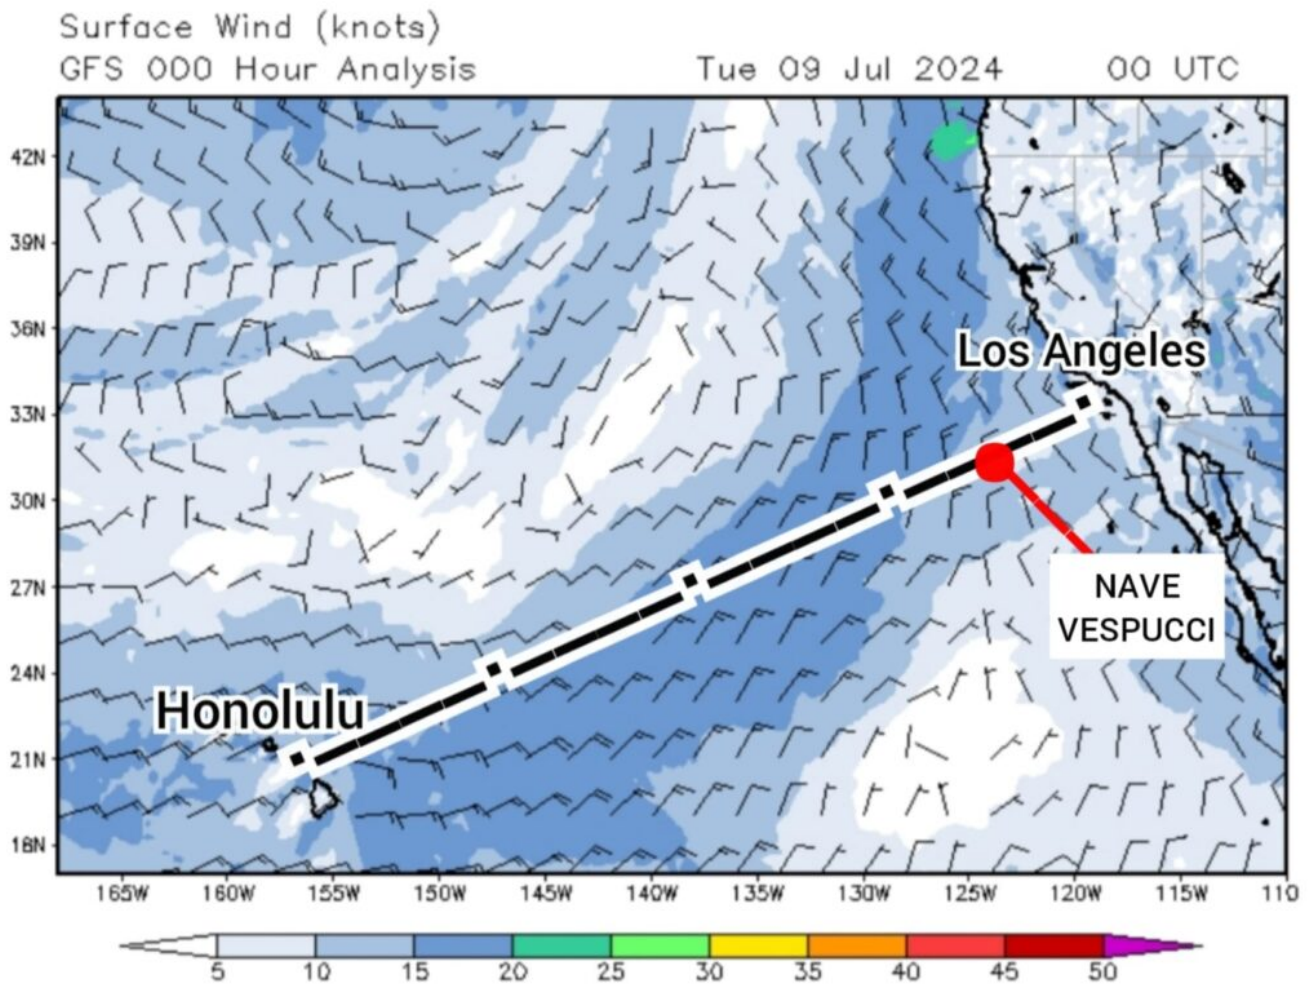 Surface Wind (knots)
GFS 000 Hour Analysis Tue 09 Jul 2024 00 UTC
42N
39N
36N
Los Angeles
33N
30N
27N
NAVE
VESPUCCI
24N
Honolulu
21N
18N
165W 160W 155W 150W 145W 140W 135W 130W 125W 120W 115W 110
5 10 15 20 25 30 35 40 45 50